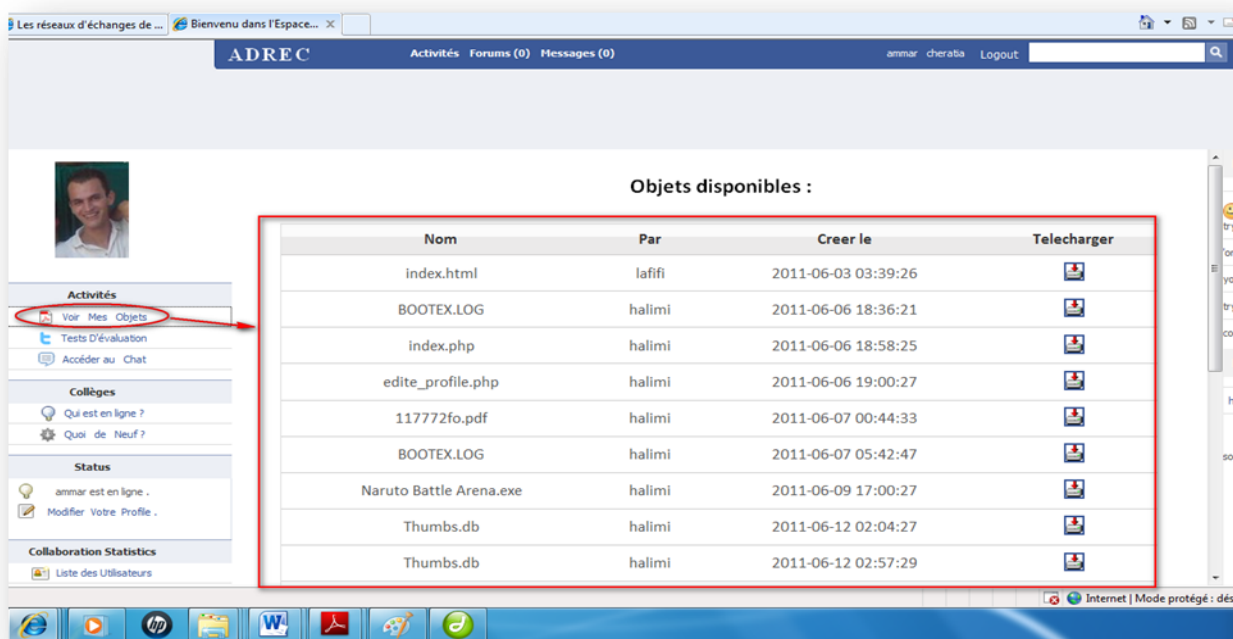 Les réseaux d'échanges de ...
Bienvenu dans l'Espace...
ADREC Activités Forums (0) Messages (0) ammar cheratia Logout
Objets disponibles :
Nom Par Creer le Telecharger
index.html lafifi 2011-06-03 03:39:26
BOOTEX.LOG halimi 2011-06-06 18:36:21
index.php halimi 2011-06-06 18:58:25
edite_profile.php halimi 2011-06-06 19:00:27
117772fo.pdf halimi 2011-06-07 00:44:33
BOOTEX.LOG halimi 2011-06-07 05:42:47
Naruto Battle Arena.exe halimi 2011-06-09 17:00:27
Thumbs.db halimi 2011-06-12 02:04:27
Thumbs.db halimi 2011-06-12 02:57:29
Activités
Voir Mes Objets
Tests D'évaluation
Accéder au Chat
Collèges
Qui est en ligne ?
Quoi de Neuf ?
Status
ammar est en ligne .
Modifier Votre Profile .
Collaboration Statistics
Liste des Utilisateurs
Internet | Mode protégé : dés
hp
W